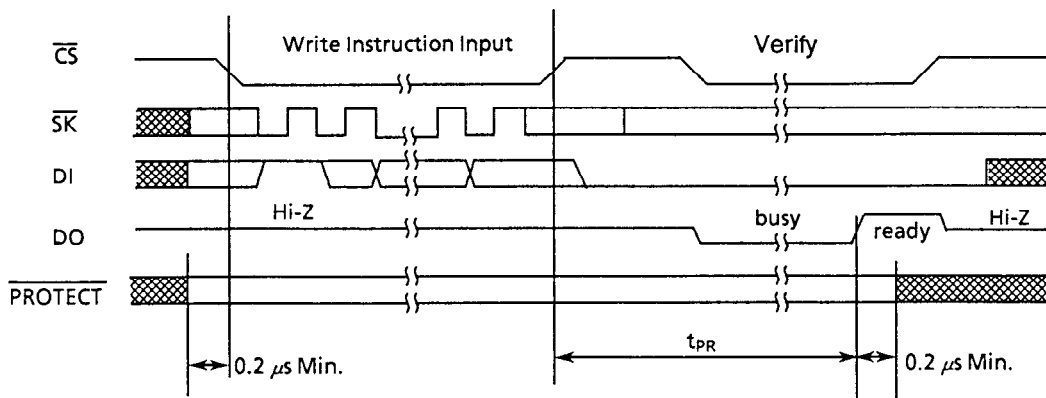 Write Instruction Input
Verify
CS
SK
DI
Hi-Z
DO
busy
ready
Hi-Z
PROTECT
tPR
0.2 μs Min.
0.2 μs Min.